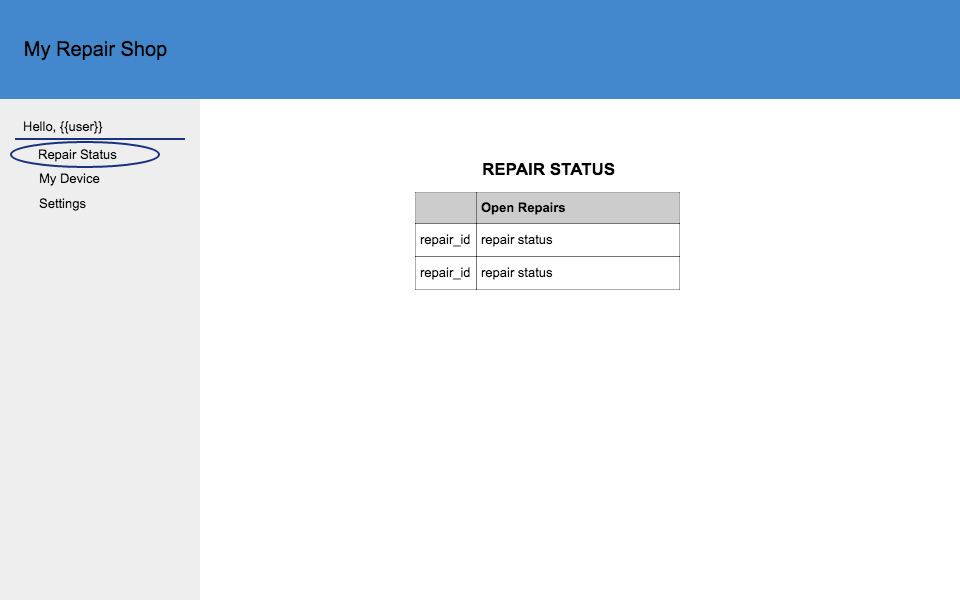 My Repair Shop
Hello, {{user}}
Repair Status
My Device
Settings
REPAIR STATUS
Open Repairs
repair_id repair status
repair_id repair status